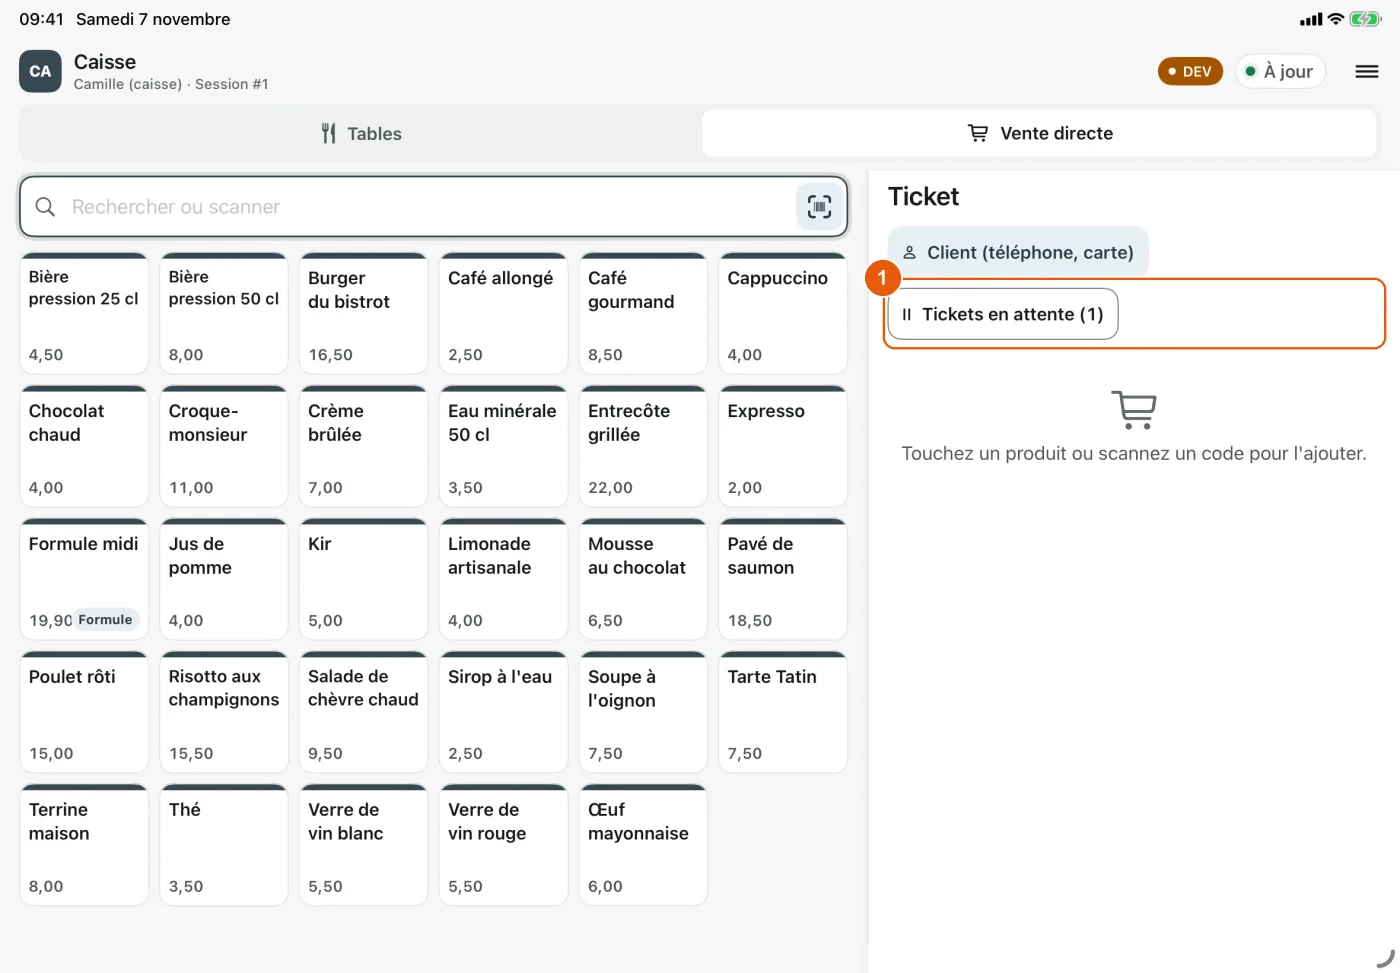 09:41 Samedi 7 novembre
CA
Caisse
Camille (caisse) · Session #1
DEV
À jour
Tables
Vente directe
Rechercher ou scanner
Ticket
Client (téléphone, carte)
1
Tickets en attente (1)
Touchez un produit ou scannez un code pour l'ajouter.
Bière
pression 25 cl
4,50
Bière
pression 50 cl
8,00
Burger
du bistrot
16,50
Café allongé
2,50
Café
gourmand
8,50
Cappuccino
4,00
Chocolat
chaud
4,00
Croque-
monsieur
11,00
Crème
brûlée
7,00
Eau minérale
50 cl
3,50
Entrecôte
grillée
22,00
Expresso
2,00
Formule midi
19,90 Formule
Jus de
pomme
4,00
Kir
5,00
Limonade
artisanale
4,00
Mousse
au chocolat
6,50
Pavé de
saumon
18,50
Poulet rôti
15,00
Risotto aux
champignons
15,50
Salade de
chèvre chaud
9,50
Sirop à l'eau
2,50
Soupe à
l'oignon
7,50
Tarte Tatin
7,50
Terrine
maison
8,00
Thé
3,50
Verre de
vin blanc
5,50
Verre de
vin rouge
5,50
Œuf
mayonnaise
6,00